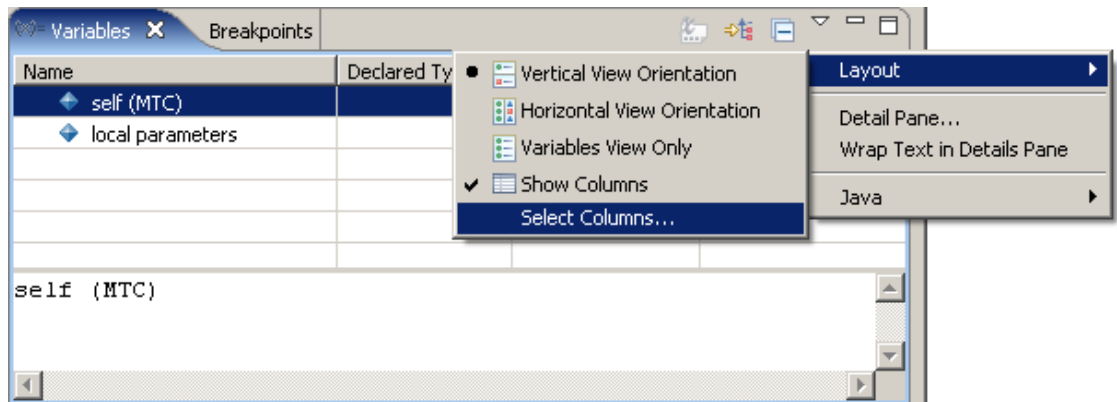 (x)= Variables Breakpoints
Name Declared Ty
self (MTC)
local parameters
Vertical View Orientation
Horizontal View Orientation
Variables View Only
Show Columns
Select Columns...
Layout
Detail Pane...
Wrap Text in Details Pane
Java
self (MTC)